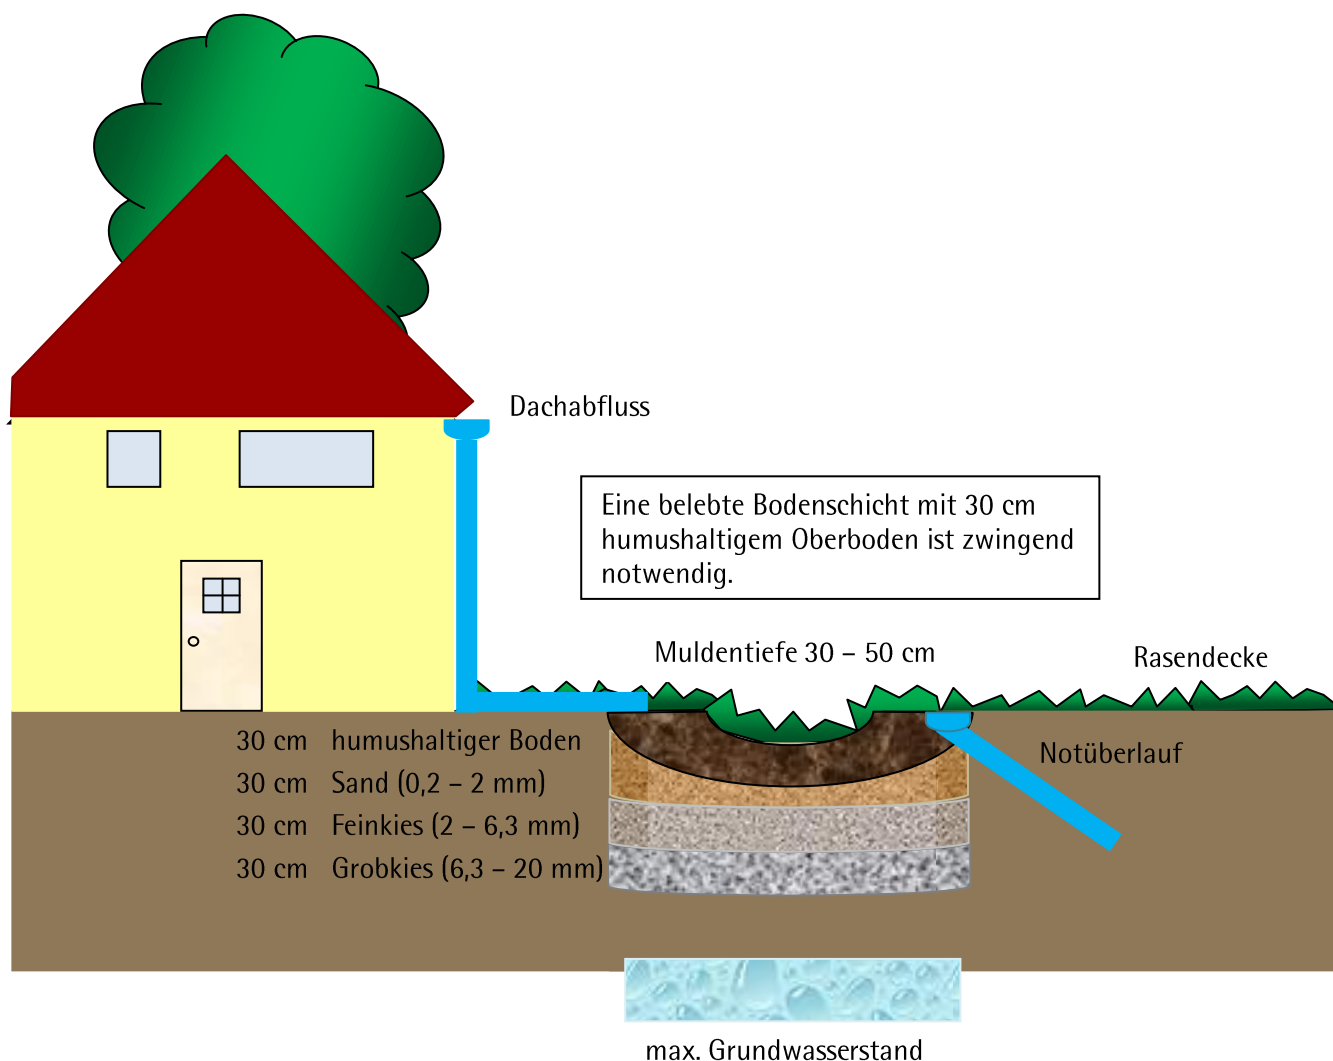 Dachabfluss
Eine belebte Bodenschicht mit 30 cm
humushaltigem Oberboden ist zwingend
notwendig.
Muldentiefe 30 – 50 cm
Rasendecke
30 cm humushaltiger Boden
30 cm Sand (0,2 – 2 mm)
30 cm Feinkies (2 – 6,3 mm)
30 cm Grobkies (6,3 – 20 mm)
Notüberlauf
max. Grundwasserstand